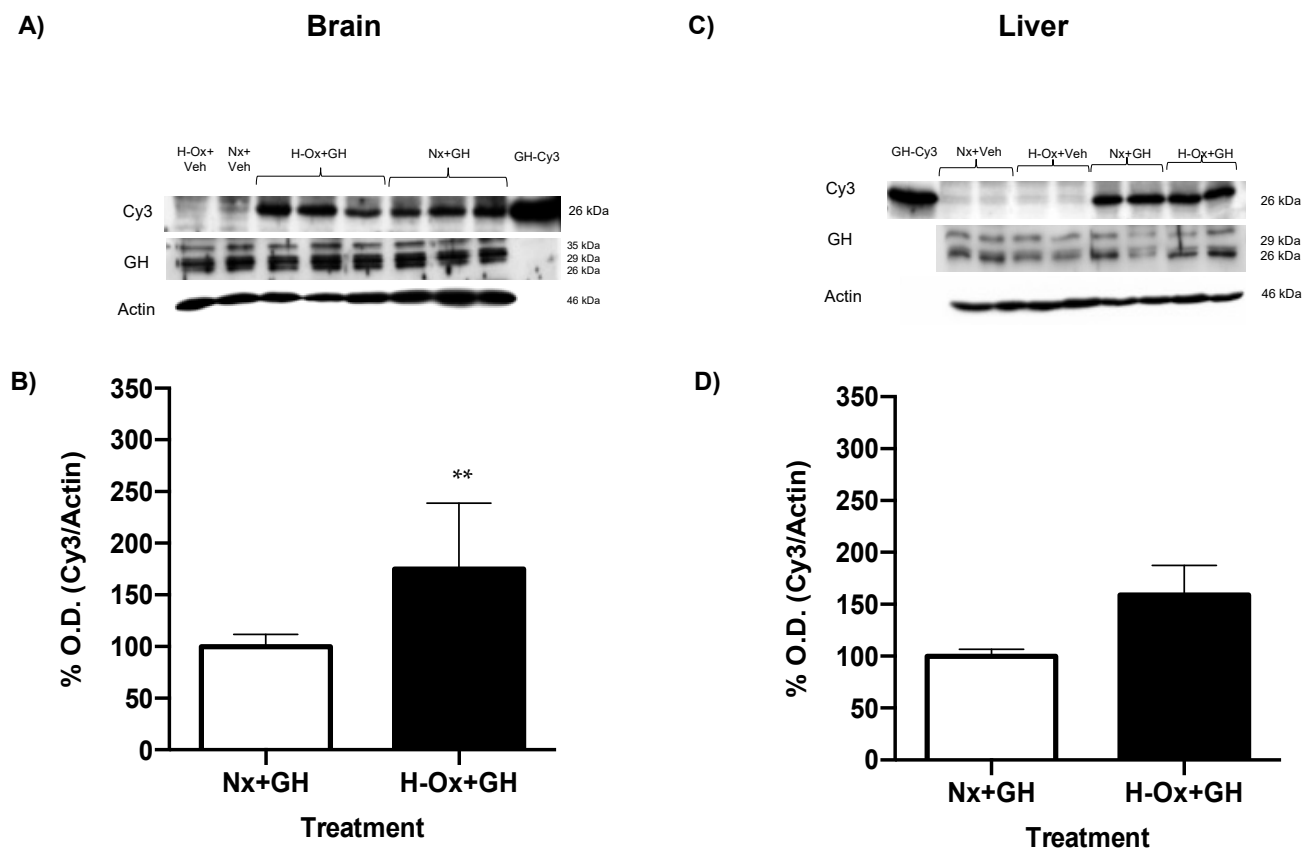 A)
Brain
H-Ox+
Veh
Nx+
Veh
H-Ox+GH
Nx+GH
GH-Cy3
Cy3
26 kDa
GH
35 kDa
29 kDa
26 kDa
Actin
46 kDa
B)
350
300
250
200
150
100
50
0
% O.D. (Cy3/Actin)
**
Nx+GH
H-Ox+GH
Treatment
C)
Liver
GH-Cy3
Nx+Veh
H-Ox+Veh
Nx+GH
H-Ox+GH
Cy3
26 kDa
GH
29 kDa
26 kDa
Actin
46 kDa
D)
350
300
250
200
150
100
50
0
% O.D. (Cy3/Actin)
Nx+GH
H-Ox+GH
Treatment